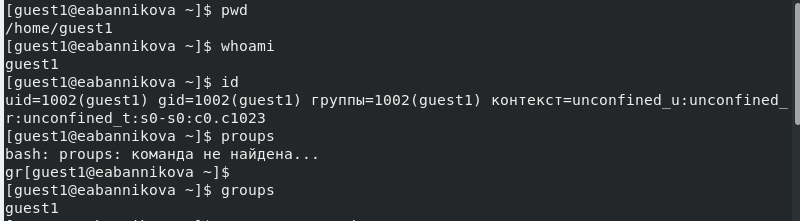 [guest1@eabannikova ~]$ pwd
/home/guest1
[guest1@eabannikova ~]$ whoami
guest1
[guest1@eabannikova ~]$ id
uid=1002(guest1) gid=1002(guest1) группы=1002(guest1) контекст=unconfined_u:unconfined_
r:unconfined_t:s0-s0:c0.c1023
[guest1@eabannikova ~]$ proups
bash: proups: команда не найдена...
gr[guest1@eabannikova ~]$
[guest1@eabannikova ~]$ groups
guest1